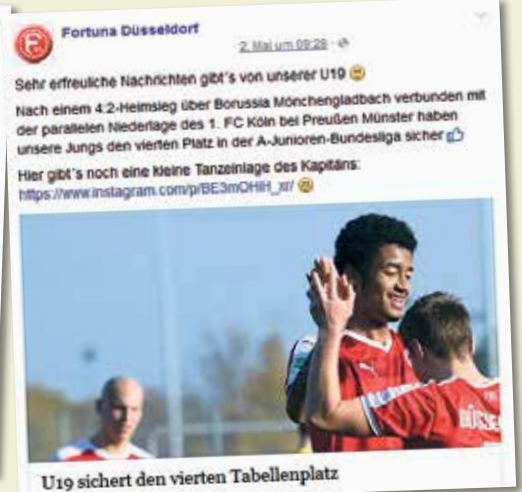 Fortuna Düsseldorf
2. Mai um 09:28
Sehr erfreuliche Nachrichten gibt´s von unserer U19
Nach einem 4:2-Heimsieg über Borussia Mönchengladbach verbunden mit
der parallelen Niederlage des 1. FC Köln bei Preußen Münster haben
unsere Jungs den vierten Platz in der A-Junioren-Bundesliga sicher
Hier gibt´s noch eine kleine Tanzeinlage des Kapitäns:
https://www.instagram.com/p/BE3mOHiH_xr/
U19 sichert den vierten Tabellenplatz